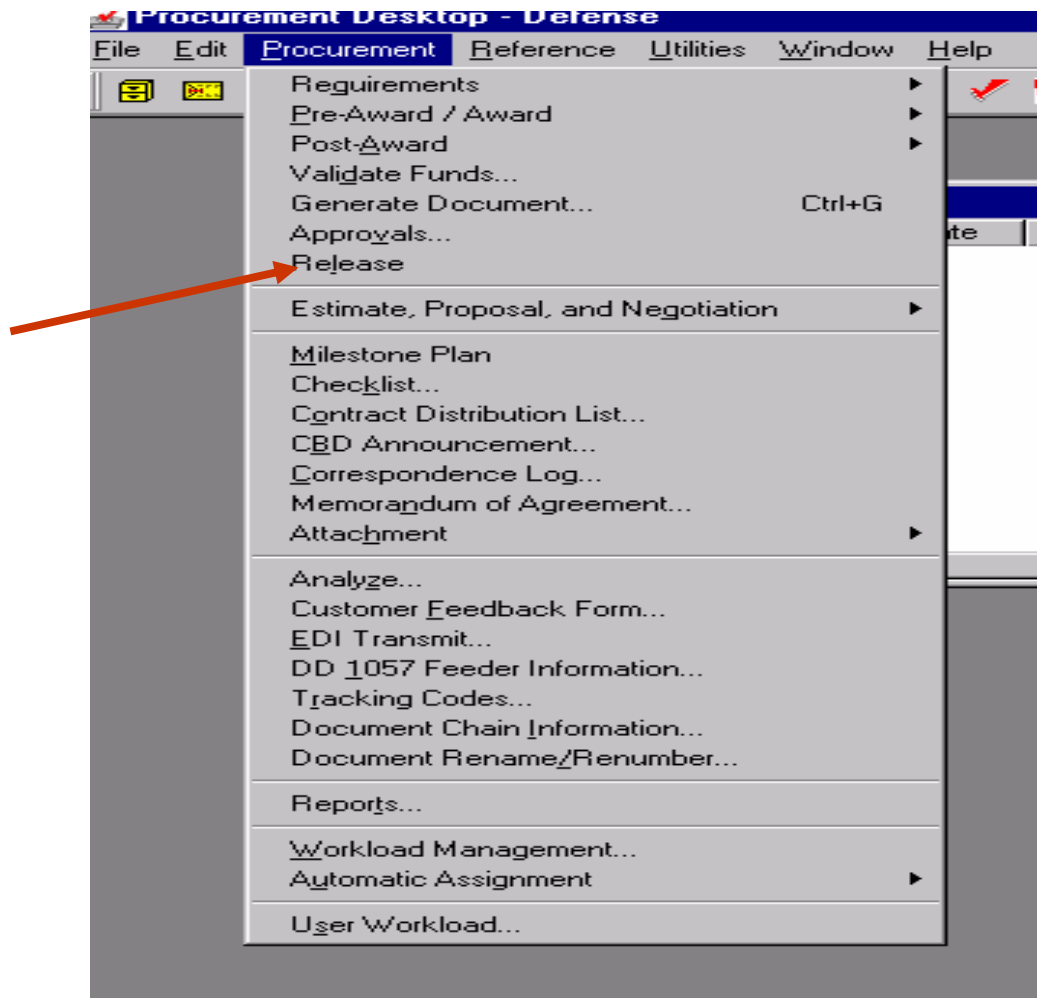 Procurement Desktop - Defense
File Edit Procurement Reference Utilities Window Help
Requirements
Pre-Award / Award
Post-Award
Validate Funds...
Generate Document... Ctrl+G
Approvals...
Release
Estimate, Proposal, and Negotiation
Milestone Plan
Checklist...
Contract Distribution List...
CBD Announcement...
Correspondence Log...
Memorandum of Agreement...
Attachment
Analyze...
Customer Feedback Form...
EDI Transmit...
DD 1057 Feeder Information...
Tracking Codes...
Document Chain Information...
Document Rename/Renumber...
Reports...
Workload Management...
Automatic Assignment
User Workload...